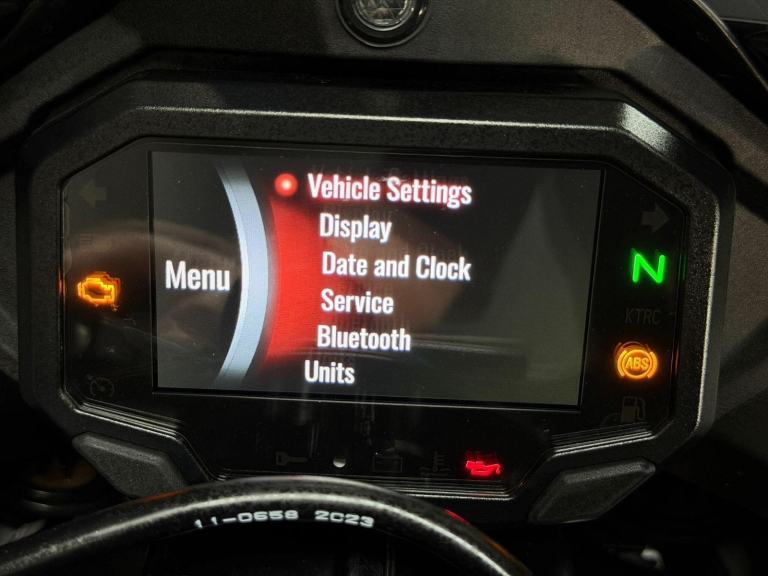 Menu
Vehicle Settings
Display
Date and Clock
Service
Bluetooth
Units
N
KTRC
ABS
11-0658 2023